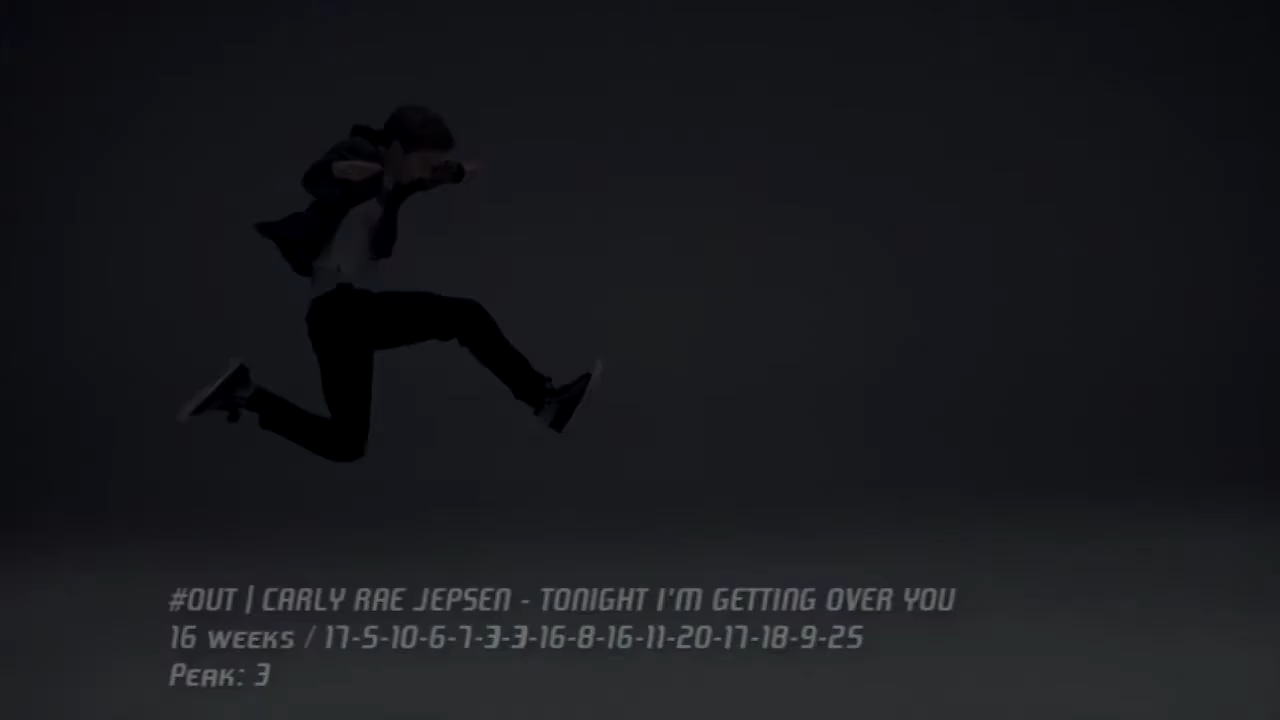 #OUT | CARLY RAE JEPSEN - TONIGHT I'M GETTING OVER YOU
16 WEEKS / 17-5-10-6-7-3-3-16-8-16-11-20-17-18-9-25
PEAK: 3